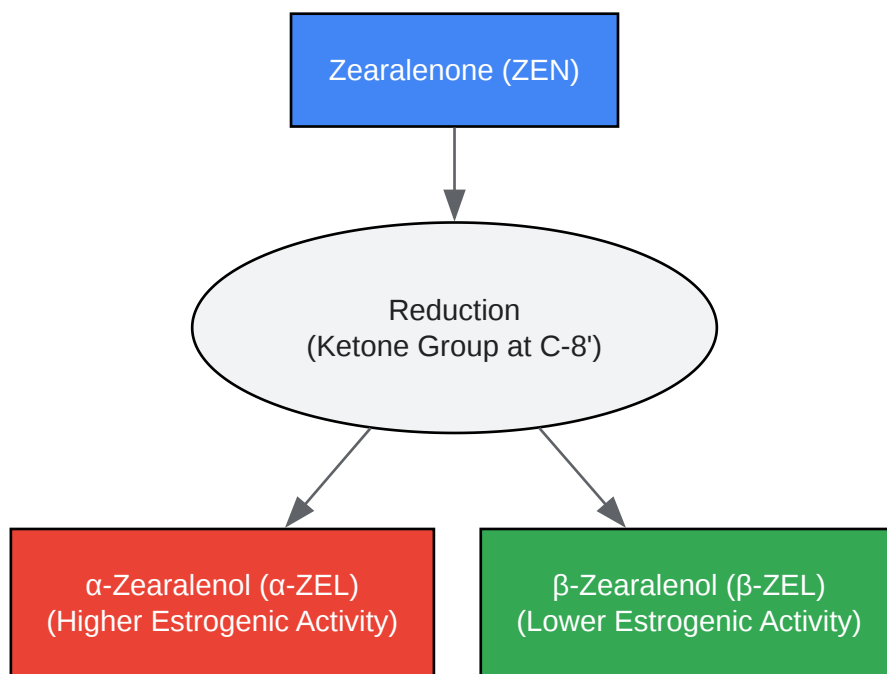 Zearalenone (ZEN)
Reduction
(Ketone Group at C-8')
α-Zearalenol (α-ZEL)
(Higher Estrogenic Activity)
β-Zearalenol (β-ZEL)
(Lower Estrogenic Activity)